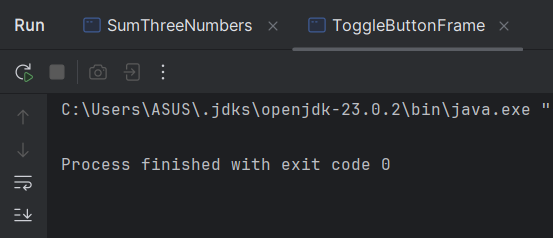 Run SumThreeNumbers ToggleButtonFrame
C:\Users\ASUS\.jdks\openjdk-23.0.2\bin\java.exe "
Process finished with exit code 0